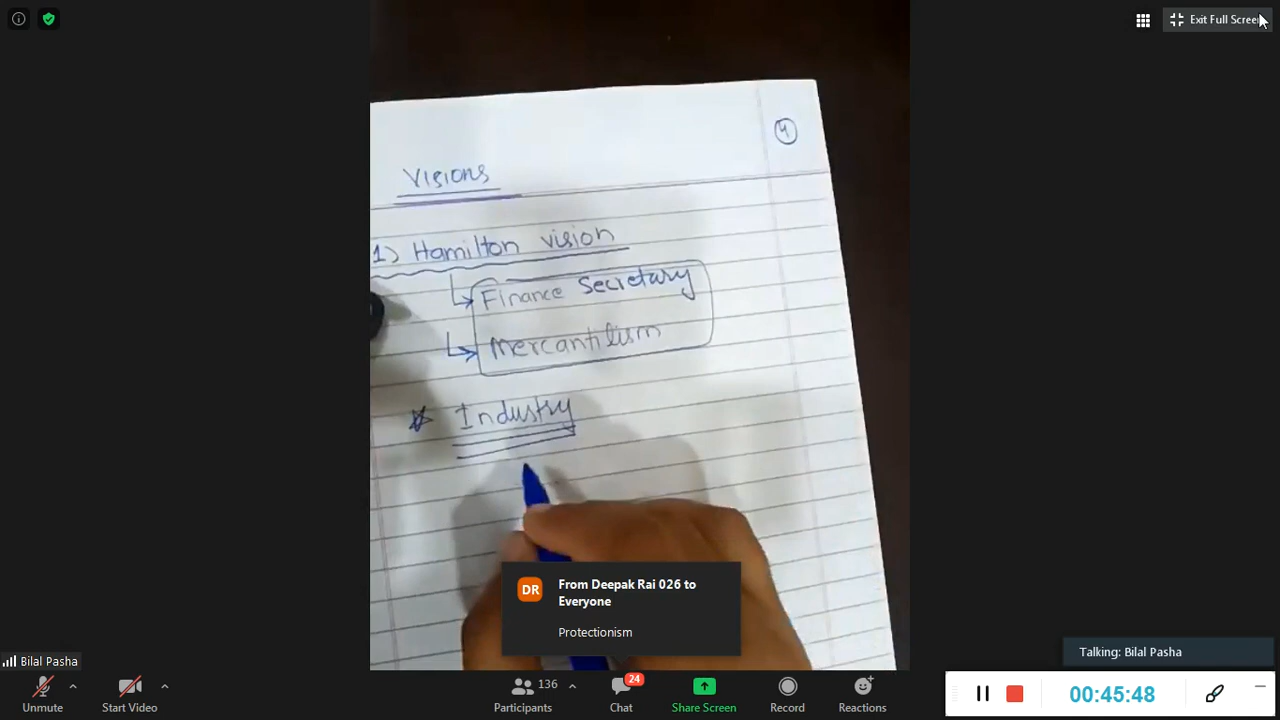 Exit Full Screen
4
Visions
1) Hamilton vision
Finance Secretary
Mercantilism
Industry
DR
From Deepak Rai 026 to
Everyone
Protectionism
Bilal Pasha
Talking: Bilal Pasha
Unmute
Start Video
136
Participants
24
Chat
Share Screen
Record
Reactions
00:45:48